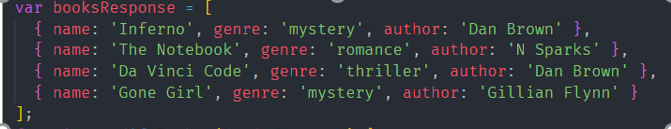 var booksResponse = [
{ name: 'Inferno', genre: 'mystery', author: 'Dan Brown' },
{ name: 'The Notebook', genre: 'romance', author: 'N Sparks' },
{ name: 'Da Vinci Code', genre: 'thriller', author: 'Dan Brown' },
{ name: 'Gone Girl', genre: 'mystery', author: 'Gillian Flynn' }
];